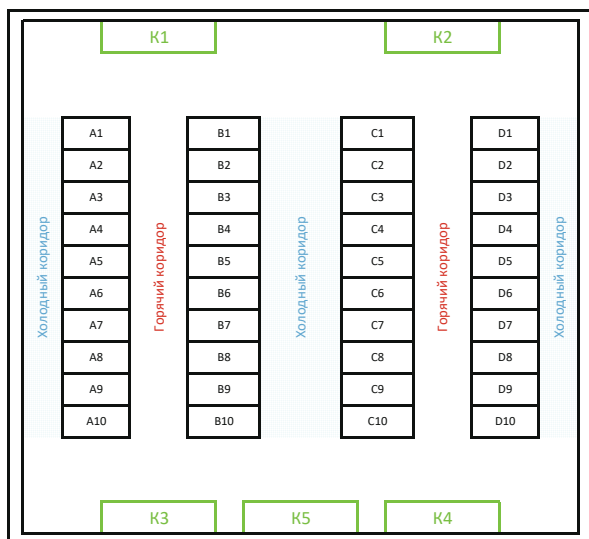 К1
К2
A1
B1
C1
D1
A2
B2
C2
D2
A3
B3
C3
D3
A4
B4
C4
D4
A5
B5
C5
D5
A6
B6
C6
D6
A7
B7
C7
D7
A8
B8
C8
D8
A9
B9
C9
D9
A10
B10
C10
D10
Холодный коридор
Горячий коридор
Холодный коридор
Горячий коридор
Холодный коридор
К3
К5
К4